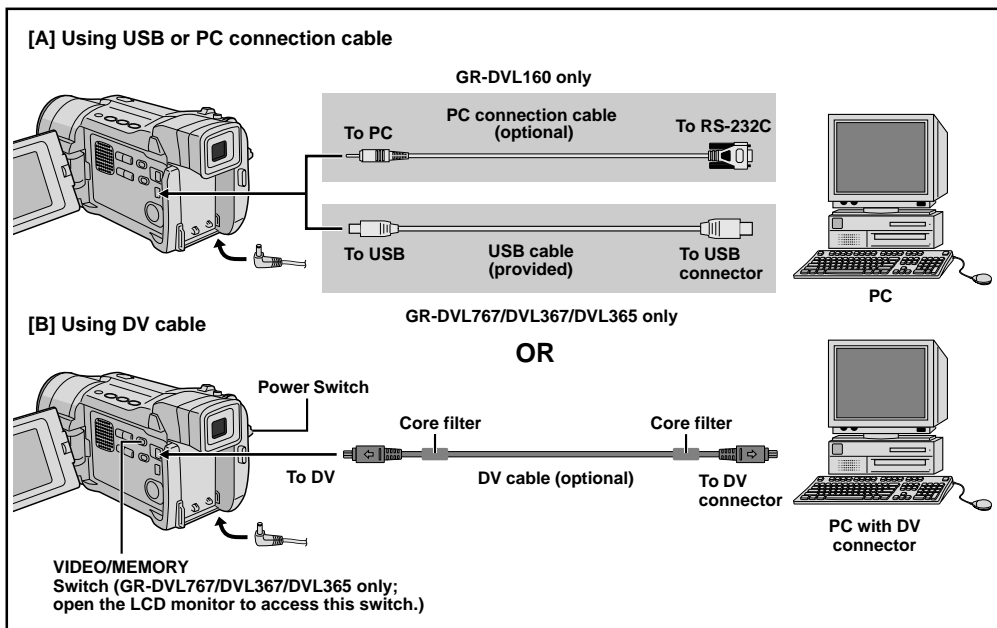 [A] Using USB or PC connection cable
GR-DVL160 only
To PC
PC connection cable
(optional)
To RS-232C
To USB
USB cable
(provided)
To USB
connector
PC
GR-DVL767/DVL367/DVL365 only
[B] Using DV cable
OR
Power Switch
Core filter
Core filter
To DV
DV cable (optional)
To DV
connector
PC with DV
connector
VIDEO/MEMORY
Switch (GR-DVL767/DVL367/DVL365 only;
open the LCD monitor to access this switch.)